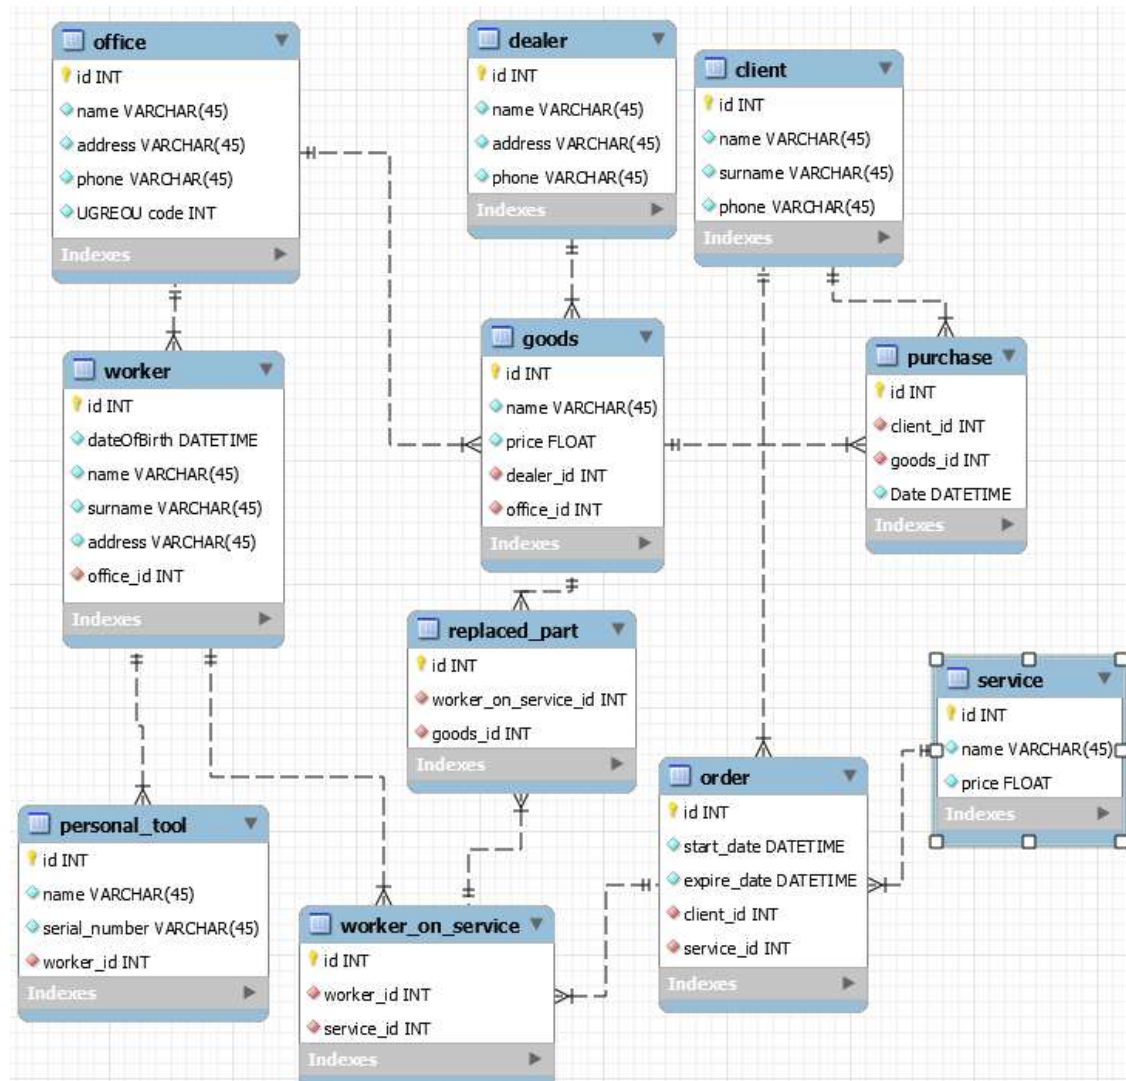 office
id INT
name VARCHAR(45)
address VARCHAR(45)
phone VARCHAR(45)
UGREOU code INT
Indexes
dealer
id INT
name VARCHAR(45)
address VARCHAR(45)
phone VARCHAR(45)
Indexes
client
id INT
name VARCHAR(45)
surname VARCHAR(45)
phone VARCHAR(45)
Indexes
worker
id INT
dateOfBirth DATETIME
name VARCHAR(45)
surname VARCHAR(45)
address VARCHAR(45)
office_id INT
Indexes
goods
id INT
name VARCHAR(45)
price FLOAT
dealer_id INT
office_id INT
Indexes
purchase
id INT
client_id INT
goods_id INT
Date DATETIME
Indexes
replaced_part
id INT
worker_on_service_id INT
goods_id INT
Indexes
service
id INT
name VARCHAR(45)
price FLOAT
Indexes
personal_tool
id INT
name VARCHAR(45)
serial_number VARCHAR(45)
worker_id INT
Indexes
order
id INT
start_date DATETIME
expire_date DATETIME
client_id INT
service_id INT
Indexes
worker_on_service
id INT
worker_id INT
service_id INT
Indexes